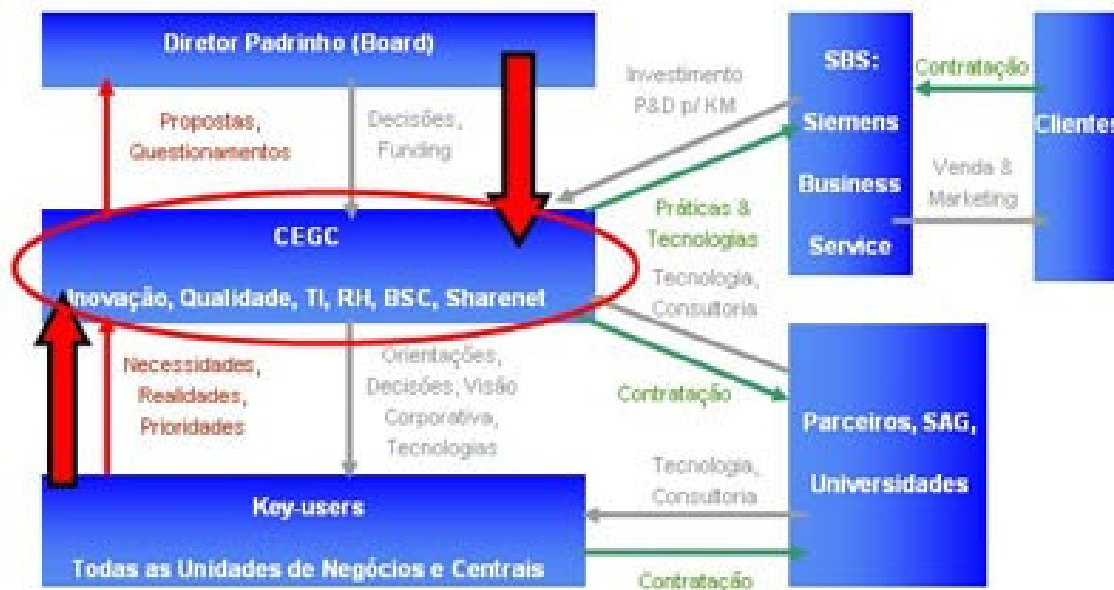 Diretor Padrinho (Board)
Propostas,
Questionamentos
Decisões,
Funding
Investimento
P&D p/ KM
SBS:
Siemens
Business
Service
Contratação
Clientes
Venda &
Marketing
CEGC
Inovação, Qualidade, TI, RH, BSC, Sharenet
Práticas &
Tecnologias
Tecnologia,
Consultoria
Necessidades,
Realidades,
Prioridades
Orientações,
Decisões, Visão
Corporativa,
Tecnologias
Contratação
Parceiros, SAG,
Universidades
Tecnologia,
Consultoria
Key-users
Todas as Unidades de Negócios e Centrais
Contratação